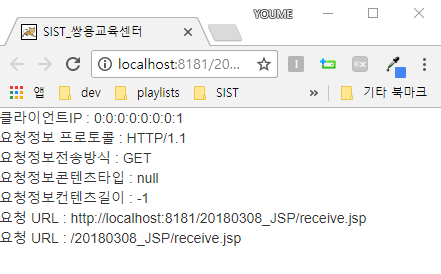 YOUME
SIST_쌍용교육센터
localhost:8181/20...
앱 dev playlists SIST » 기타 북마크
클라이언트IP : 0:0:0:0:0:0:0:1
요청정보 프로토콜 : HTTP/1.1
요청정보전송방식 : GET
요청정보콘텐츠타입 : null
요청정보컨텐츠길이 : -1
요청 URL : http://localhost:8181/20180308_JSP/receive.jsp
요청 URL : /20180308_JSP/receive.jsp